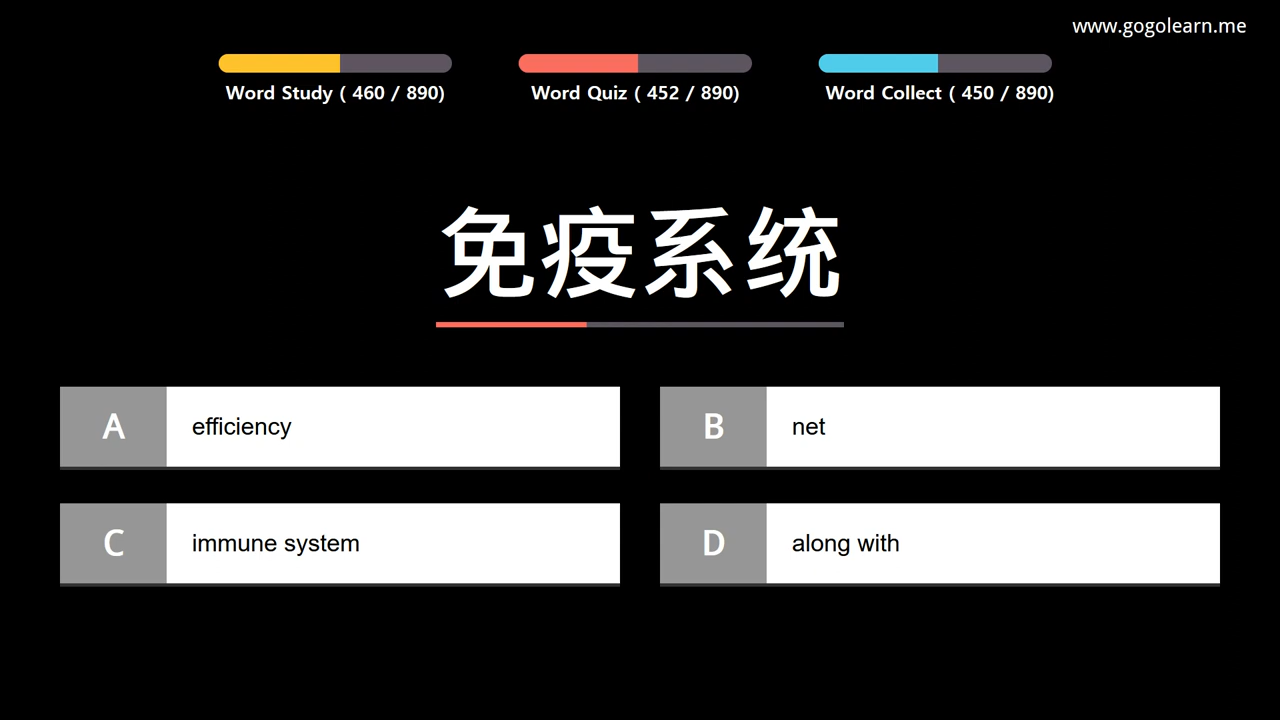 www.gogolearn.me
Word Study ( 460 / 890)
Word Quiz ( 452 / 890)
Word Collect ( 450 / 890)
免疫系统
A efficiency
B net
C immune system
D along with